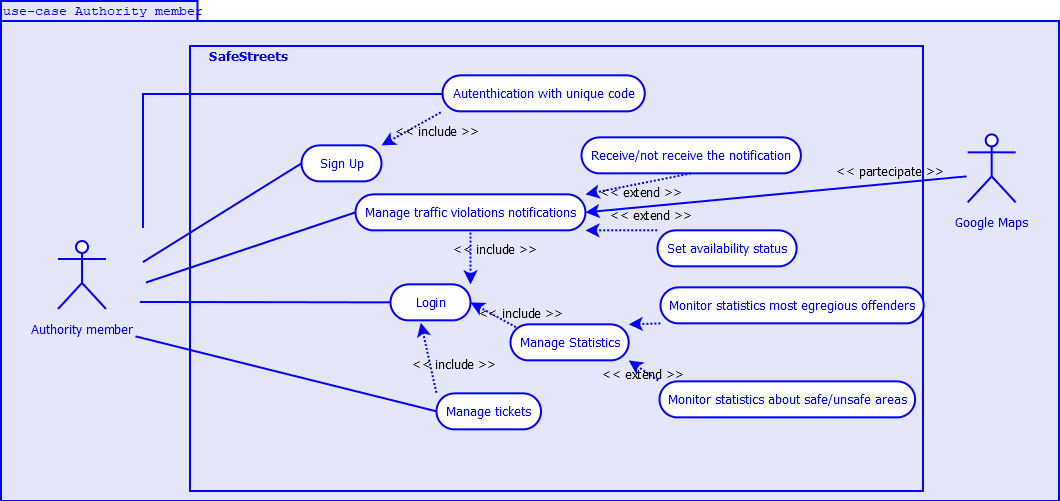 use-case Authority member
SafeStreets
Autenthication with unique code
<< include >>
Sign Up
Receive/not receive the notification
<< partecipate >>
<< extend >>
Manage traffic violations notifications
<< extend >>
Google Maps
Set availability status
<< include >>
Login
Monitor statistics most egregious offenders
<< include >>
Authority member
Manage Statistics
<< include >>
<< extend >>
Monitor statistics about safe/unsafe areas
Manage tickets